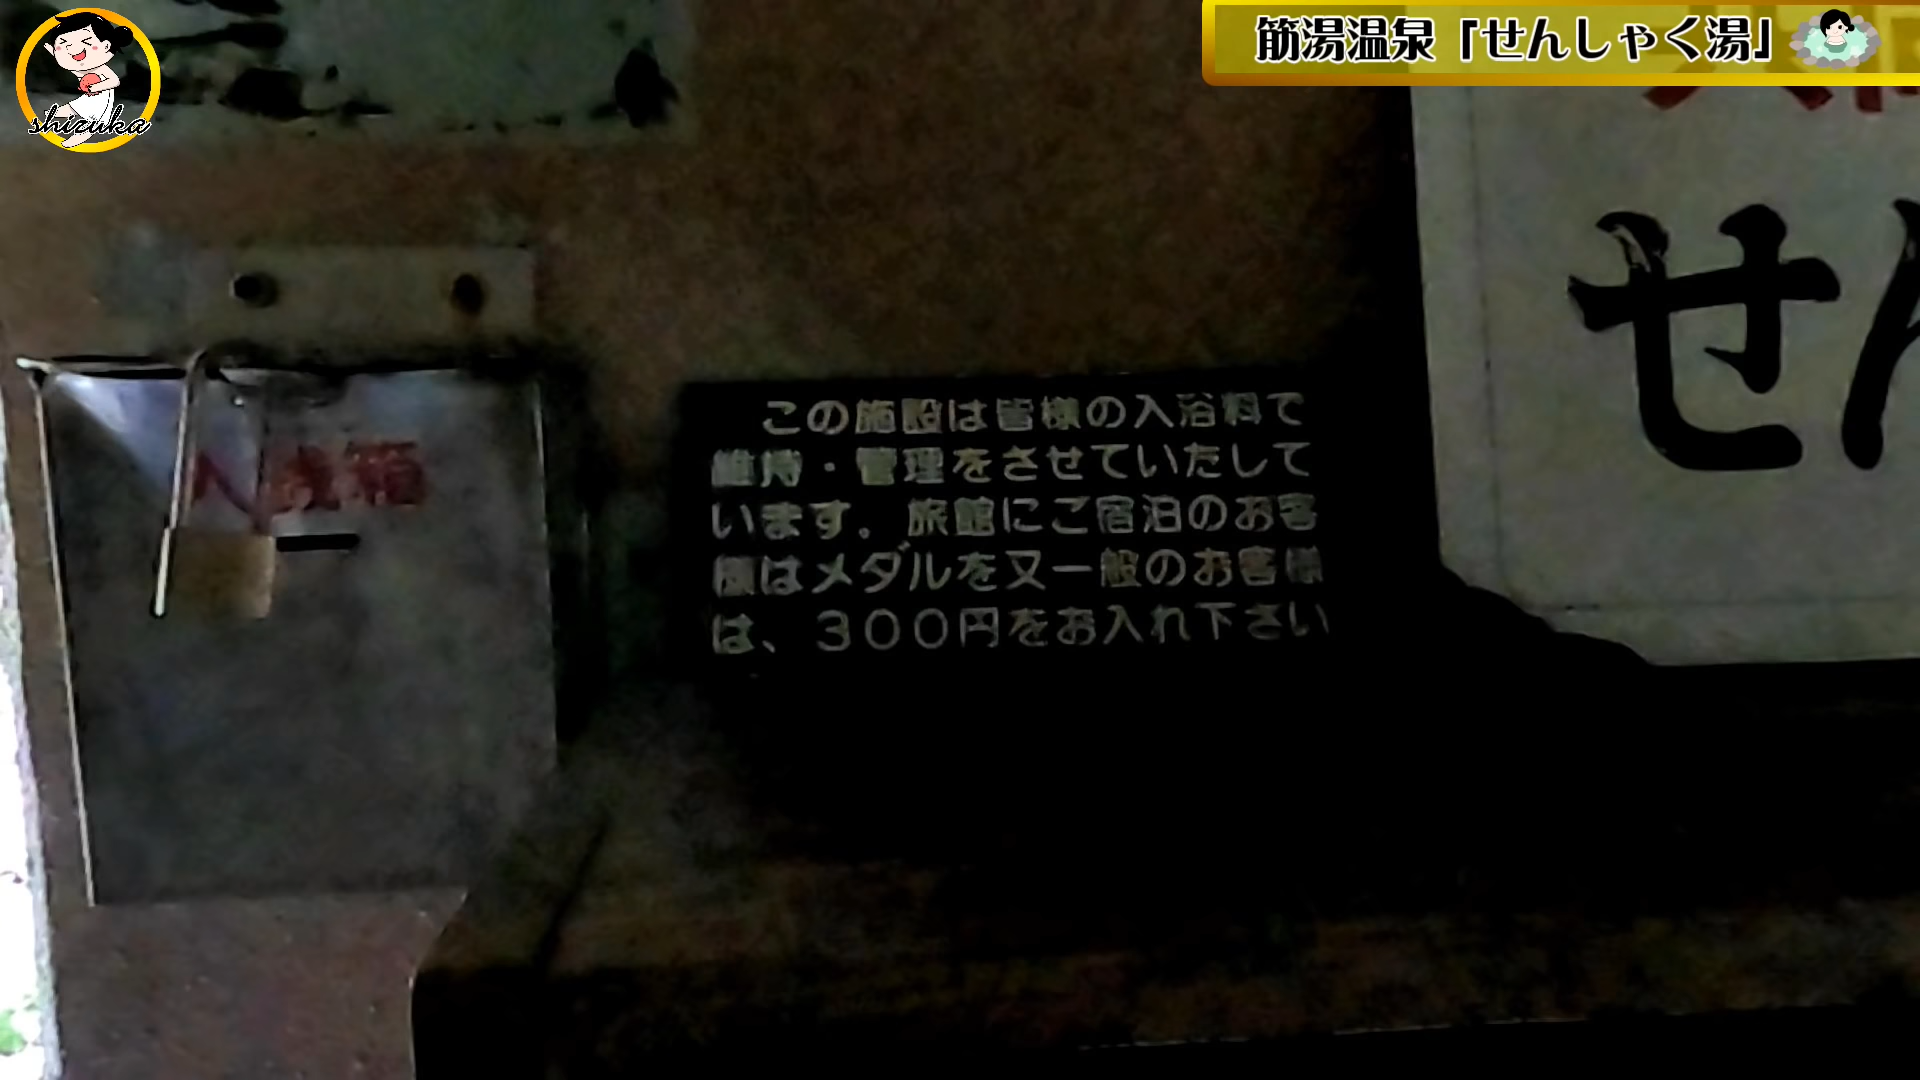 shizuka
筋湯温泉「せんしゃく湯」
せん
この施設は皆様の入浴料で
維持・管理をさせていたして
います。旅館にご宿泊のお客
様はメダルを又一般のお客様
は、300円をお入れ下さい